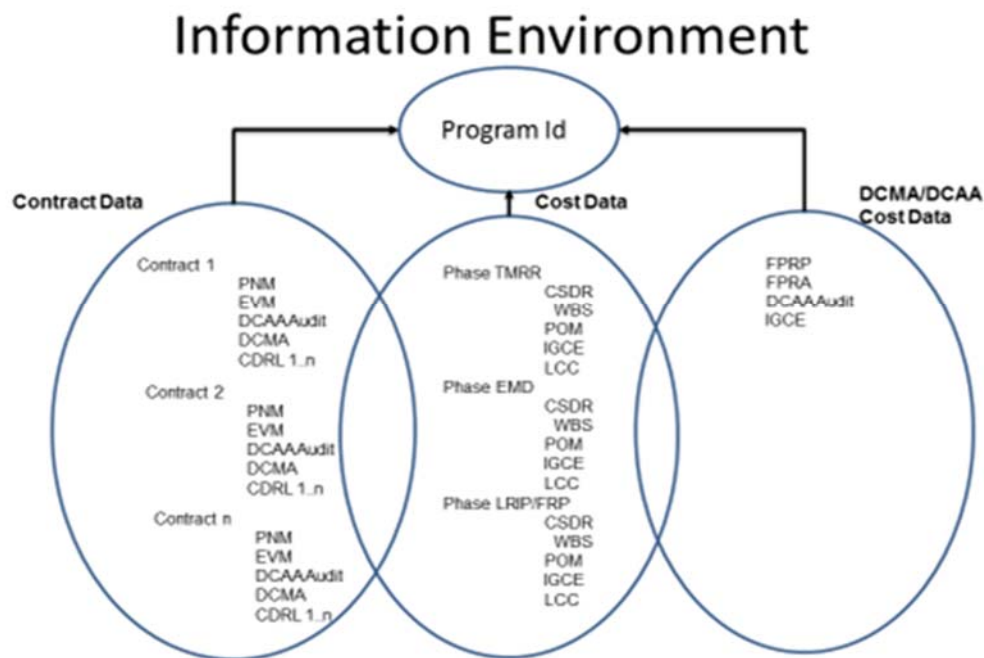 Information Environment
Program Id
Contract Data
Contract 1
PNM
EVM
DCAAAudit
DCMA
CDRL 1..n
Contract 2
PNM
EVM
DCAAAudit
DCMA
CDRL 1..n
Contract n
PNM
EVM
DCAAAudit
DCMA
CDRL 1..n
Cost Data
Phase TMRR
CSDR
WBS
POM
IGCE
LCC
Phase EMD
CSDR
WBS
POM
IGCE
LCC
Phase LRIP/FRP
CSDR
WBS
POM
IGCE
LCC
DCMA/DCAA
Cost Data
FPRP
FPRA
DCAAAudit
IGCE